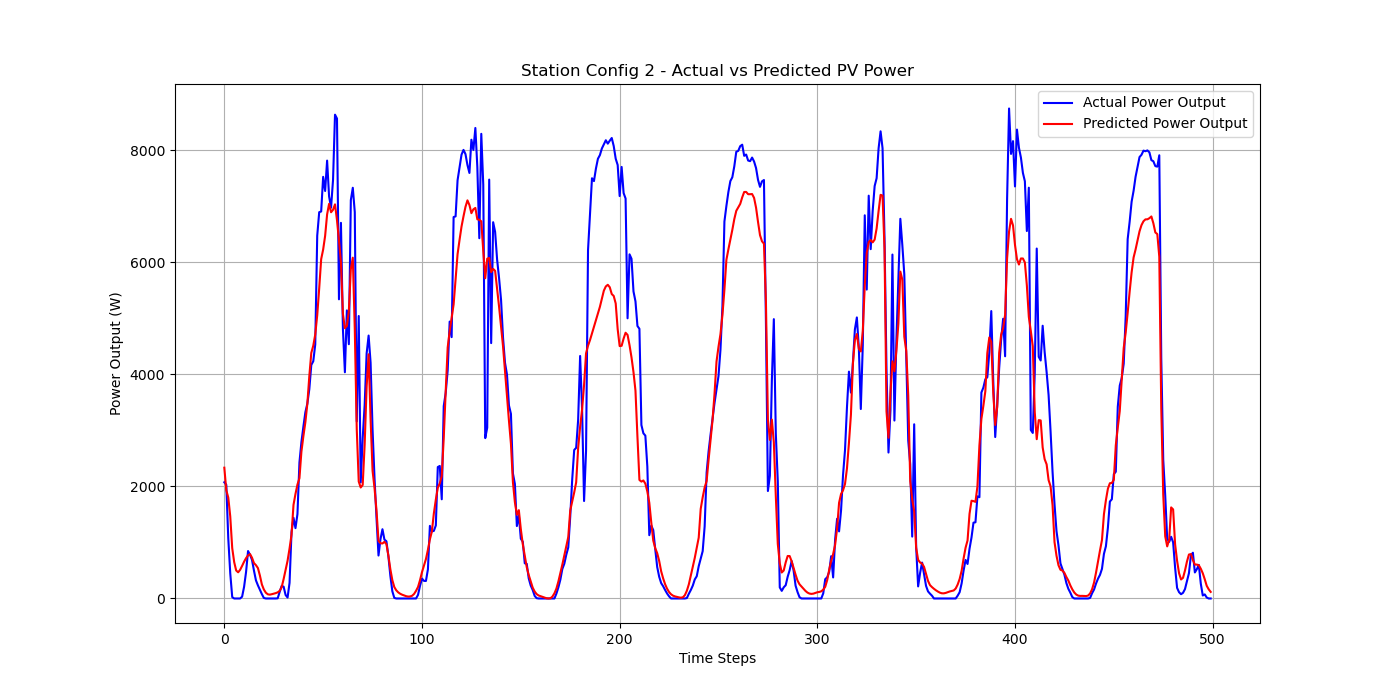 Station Config 2 - Actual vs Predicted PV Power
Actual Power Output
Predicted Power Output
Power Output (W)
8000
6000
4000
2000
0
0 100 200 300 400 500
Time Steps